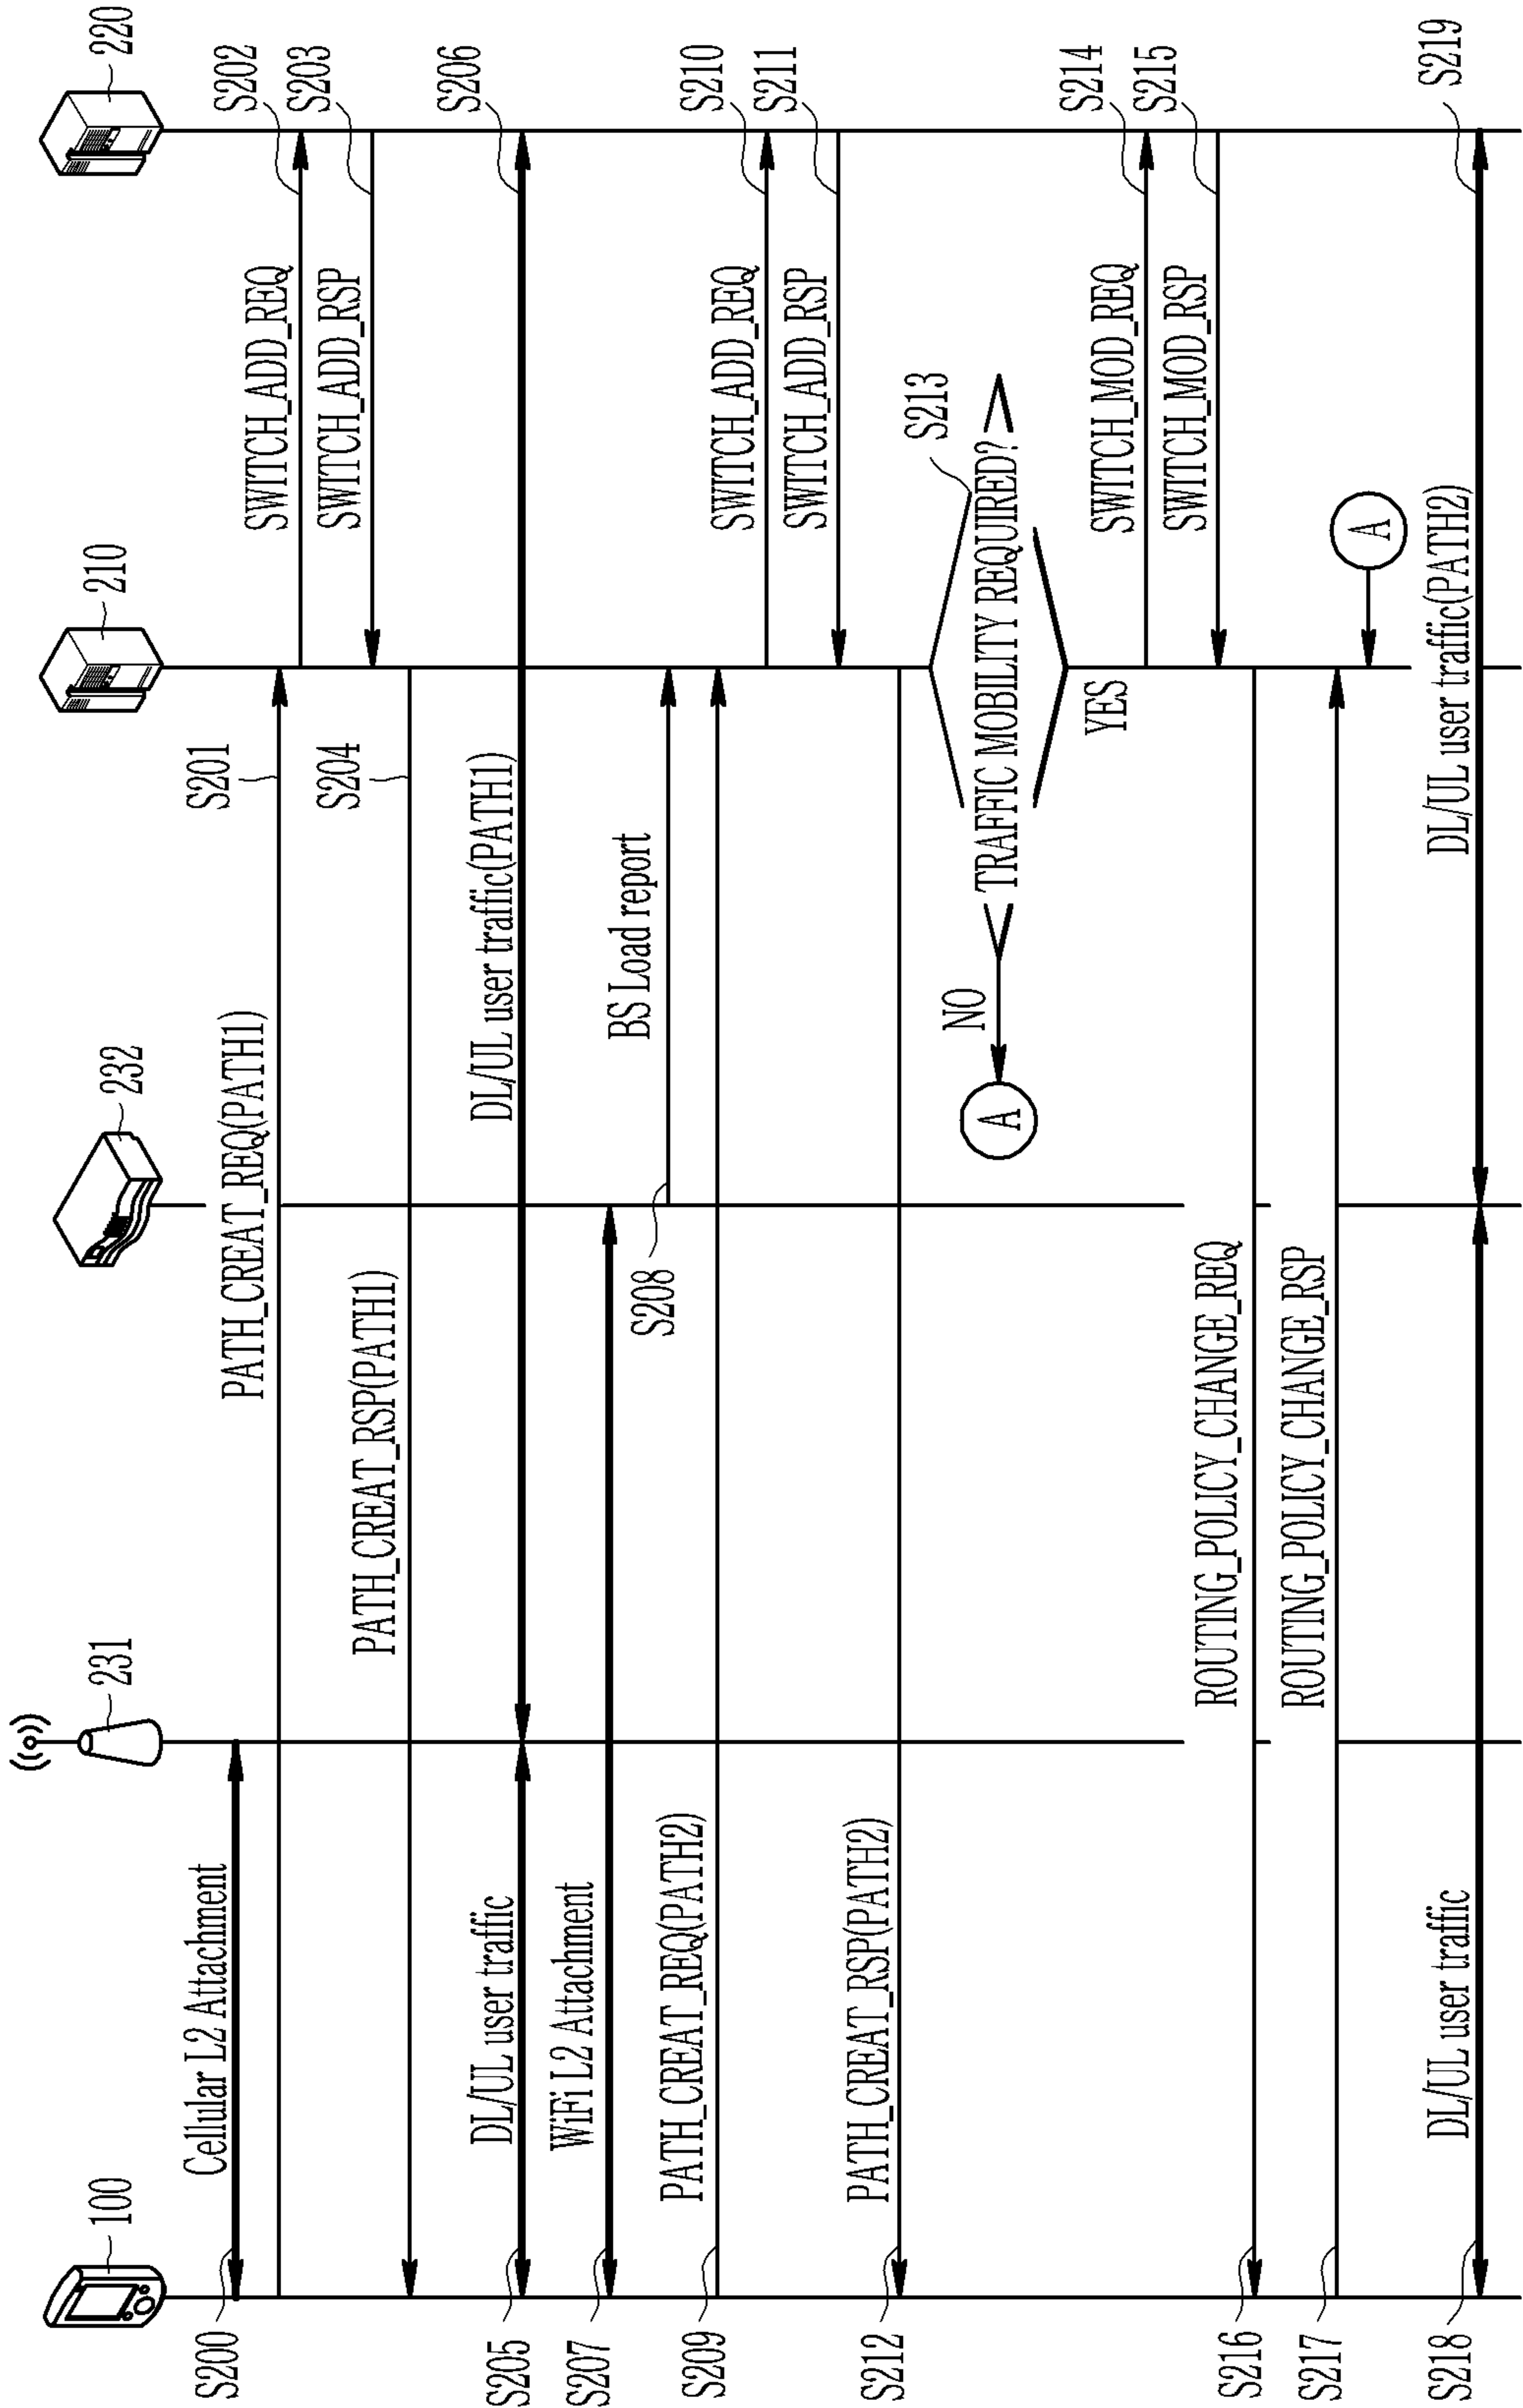 100
231
232
210
220
S200
Cellular L2 Attachment
PATH_CREAT_REQ(PATH1)
S201
SWITCH_ADD_REQ
S202
SWITCH_ADD_RSP
S203
PATH_CREAT_RSP(PATH1)
S204
S205
DL/UL user traffic
DL/UL user traffic(PATH1)
S206
S207
WiFi L2 Attachment
S208
BS Load report
S209
PATH_CREAT_REQ(PATH2)
SWITCH_ADD_REQ
S210
SWITCH_ADD_RSP
S211
S212
PATH_CREAT_RSP(PATH2)
S213
A
NO
TRAFFIC MOBILITY REQUIRED?
YES
SWITCH_MOD_REQ
S214
SWITCH_MOD_RSP
S215
S216
ROUTING_POLICY_CHANGE_REQ
S217
ROUTING_POLICY_CHANGE_RSP
A
S218
DL/UL user traffic
DL/UL user traffic(PATH2)
S219